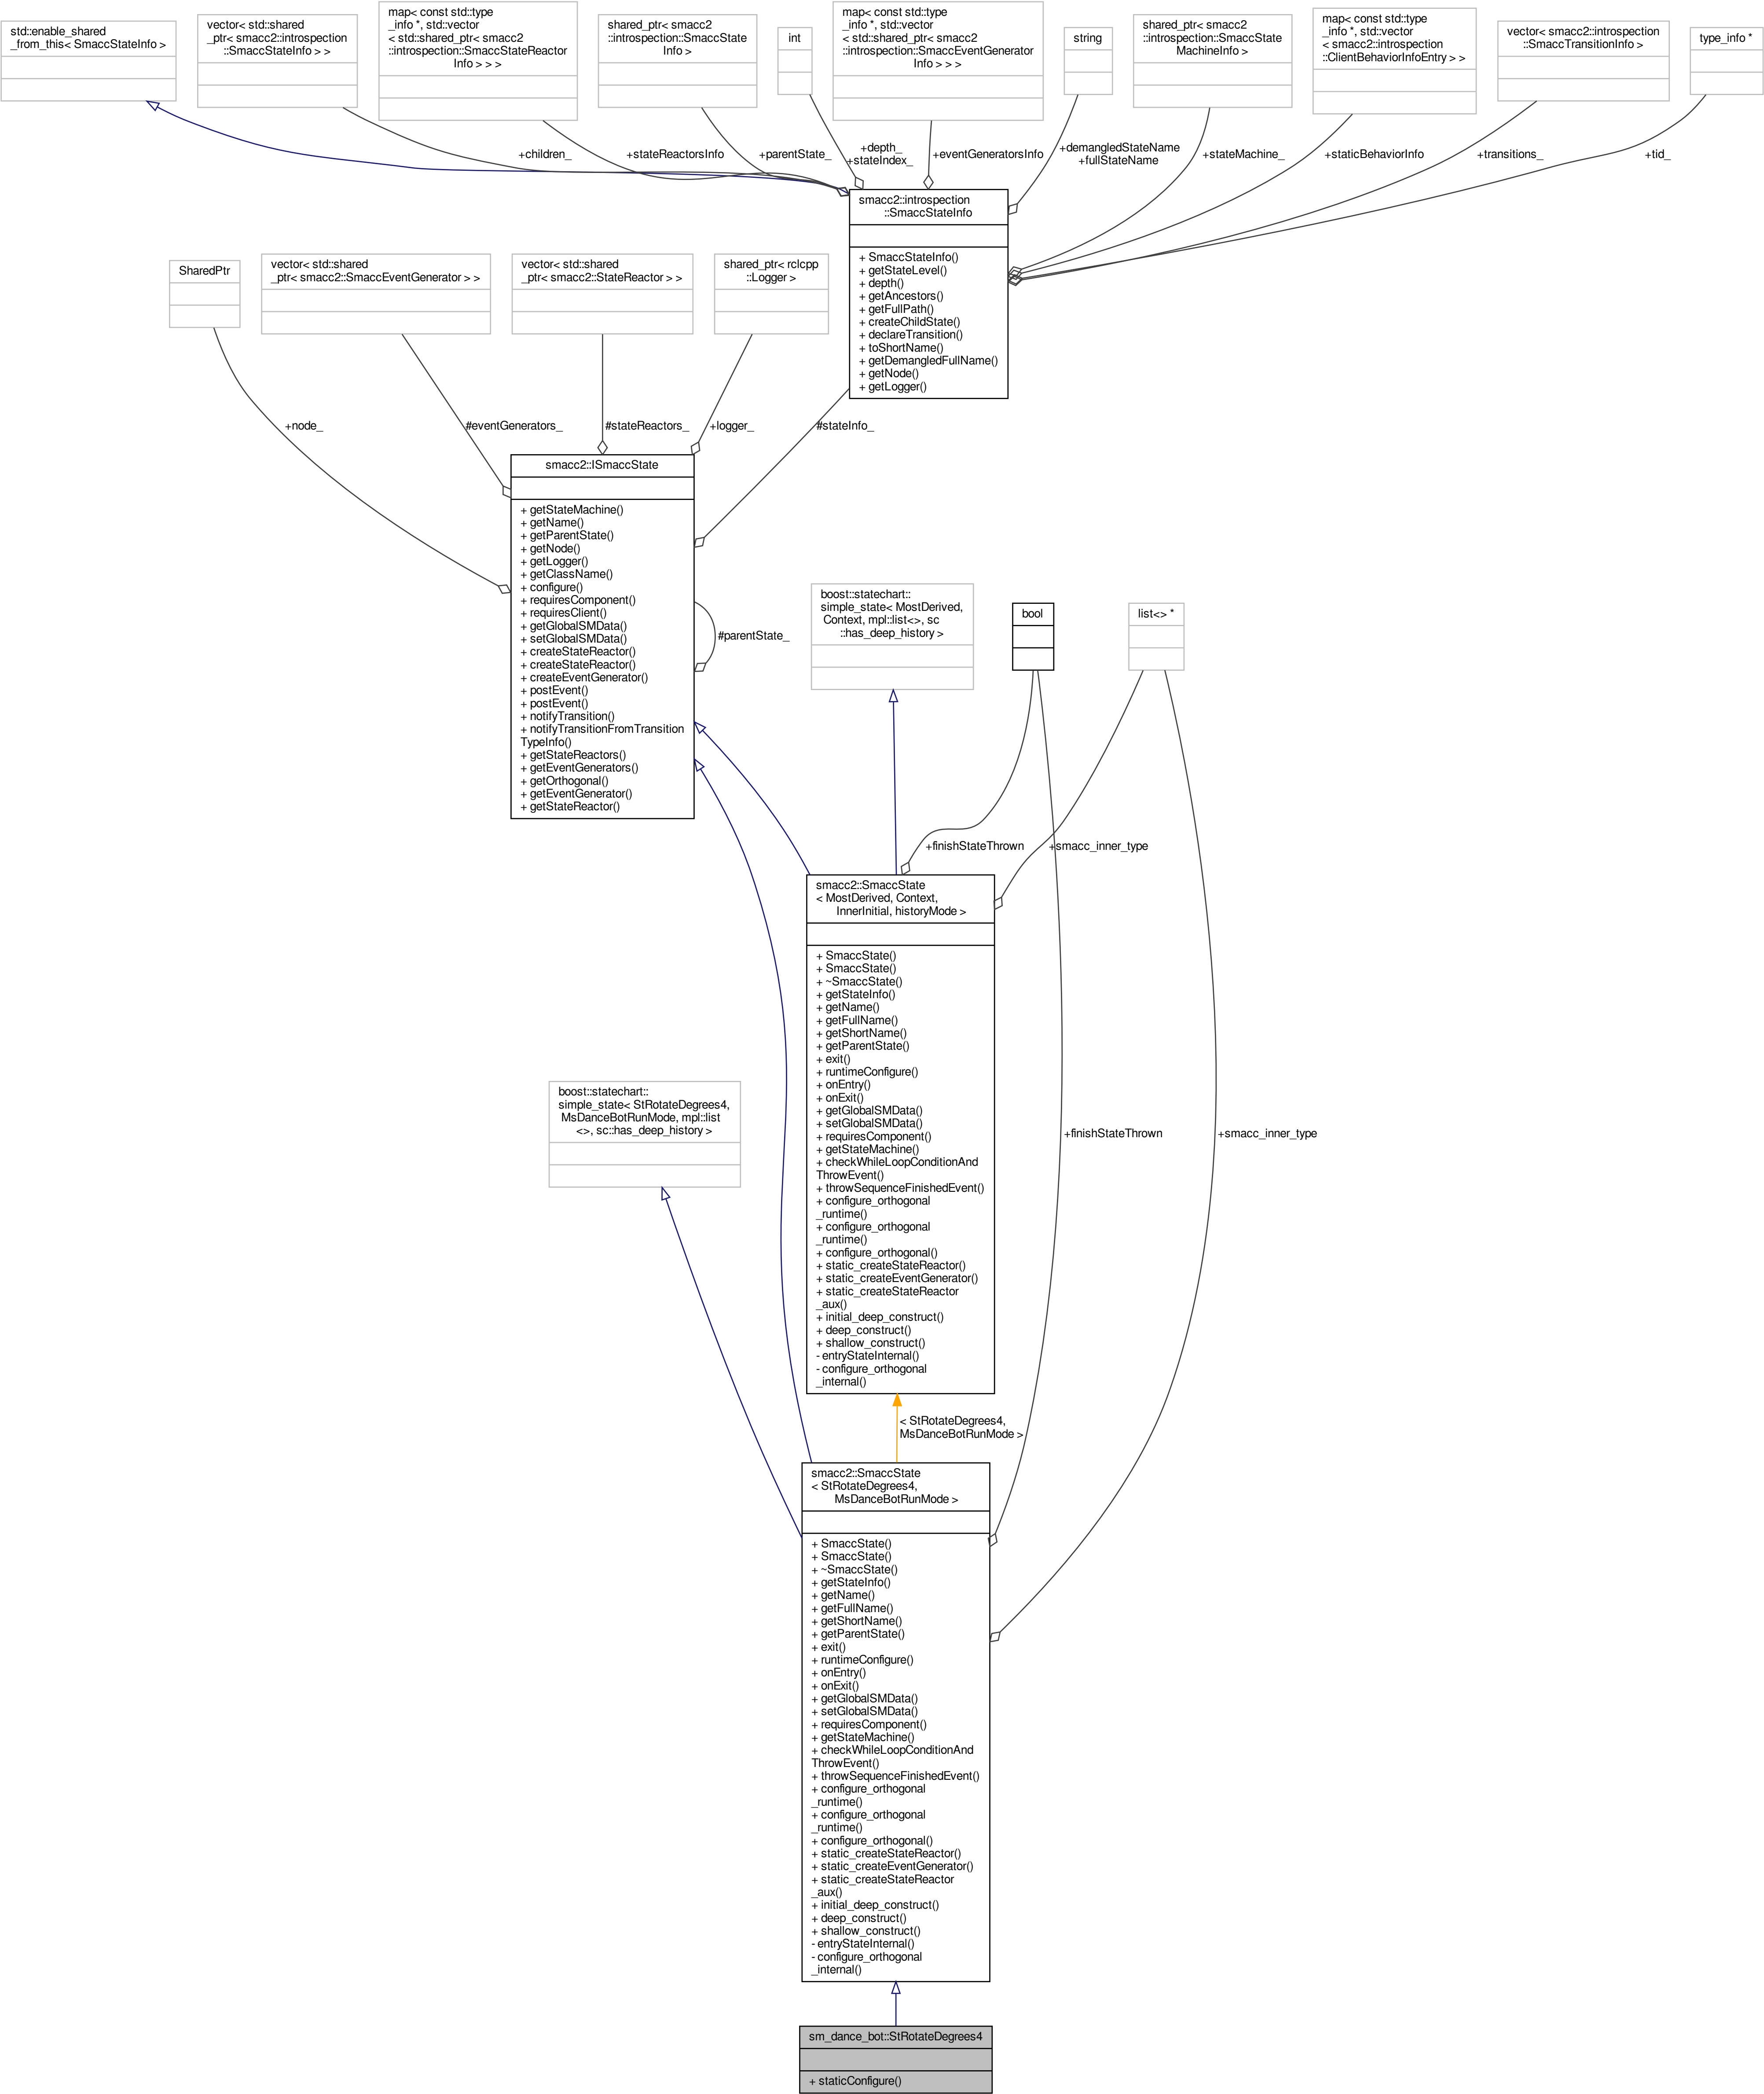 std::enable_shared
_from_this< SmaccStateInfo >
vector< std::shared
_ptr< smacc2::introspection
::SmaccStateInfo > >
map< const std::type
_info *, std::vector
< std::shared_ptr< smacc2
::introspection::SmaccStateReactor
Info > > >
shared_ptr< smacc2
::introspection::SmaccState
Info >
int
map< const std::type
_info *, std::vector
< std::shared_ptr< smacc2
::introspection::SmaccEventGenerator
Info > > >
string
shared_ptr< smacc2
::introspection::SmaccState
MachineInfo >
map< const std::type
_info *, std::vector
< smacc2::introspection
::ClientBehaviorInfoEntry > >
vector< smacc2::introspection
::SmaccTransitionInfo >
type_info *
+children_
+stateReactorsInfo
+parentState_
+depth_
+stateIndex_
+eventGeneratorsInfo
+demangledStateName
+fullStateName
+stateMachine_
+staticBehaviorInfo
+transitions_
+tid_
smacc2::introspection
::SmaccStateInfo
+ SmaccStateInfo()
+ getStateLevel()
+ depth()
+ getAncestors()
+ getFullPath()
+ createChildState()
+ declareTransition()
+ toShortName()
+ getDemangledFullName()
+ getNode()
+ getLogger()
SharedPtr
vector< std::shared
_ptr< smacc2::SmaccEventGenerator > >
vector< std::shared
_ptr< smacc2::StateReactor > >
shared_ptr< rclcpp
::Logger >
+node_
#eventGenerators_
#stateReactors_
+logger_
#stateInfo_
smacc2::ISmaccState
+ getStateMachine()
+ getName()
+ getParentState()
+ getNode()
+ getLogger()
+ getClassName()
+ configure()
+ requiresComponent()
+ requiresClient()
+ getGlobalSMData()
+ setGlobalSMData()
+ createStateReactor()
+ createStateReactor()
+ createEventGenerator()
+ postEvent()
+ postEvent()
+ notifyTransition()
+ notifyTransitionFromTransition
TypeInfo()
+ getStateReactors()
+ getEventGenerators()
+ getOrthogonal()
+ getEventGenerator()
+ getStateReactor()
#parentState_
boost::statechart::
simple_state< MostDerived,
Context, mpl::list<>, sc
::has_deep_history >
bool
list<> *
+finishStateThrown
+smacc_inner_type
smacc2::SmaccState
< MostDerived, Context,
InnerInitial, historyMode >
+ SmaccState()
+ SmaccState()
+ ~SmaccState()
+ getStateInfo()
+ getName()
+ getFullName()
+ getShortName()
+ getParentState()
+ exit()
+ runtimeConfigure()
+ onEntry()
+ onExit()
+ getGlobalSMData()
+ setGlobalSMData()
+ requiresComponent()
+ getStateMachine()
+ checkWhileLoopConditionAnd
ThrowEvent()
+ throwSequenceFinishedEvent()
+ configure_orthogonal
_runtime()
+ configure_orthogonal
_runtime()
+ configure_orthogonal()
+ static_createStateReactor()
+ static_createEventGenerator()
+ static_createStateReactor
_aux()
+ initial_deep_construct()
+ deep_construct()
+ shallow_construct()
- entryStateInternal()
- configure_orthogonal
_internal()
boost::statechart::
simple_state< StRotateDegrees4,
MsDanceBotRunMode, mpl::list
<>, sc::has_deep_history >
+finishStateThrown
+smacc_inner_type
< StRotateDegrees4,
MsDanceBotRunMode >
smacc2::SmaccState
< StRotateDegrees4,
MsDanceBotRunMode >
+ SmaccState()
+ SmaccState()
+ ~SmaccState()
+ getStateInfo()
+ getName()
+ getFullName()
+ getShortName()
+ getParentState()
+ exit()
+ runtimeConfigure()
+ onEntry()
+ onExit()
+ getGlobalSMData()
+ setGlobalSMData()
+ requiresComponent()
+ getStateMachine()
+ checkWhileLoopConditionAnd
ThrowEvent()
+ throwSequenceFinishedEvent()
+ configure_orthogonal
_runtime()
+ configure_orthogonal
_runtime()
+ configure_orthogonal()
+ static_createStateReactor()
+ static_createEventGenerator()
+ static_createStateReactor
_aux()
+ initial_deep_construct()
+ deep_construct()
+ shallow_construct()
- entryStateInternal()
- configure_orthogonal
_internal()
sm_dance_bot::StRotateDegrees4
+ staticConfigure()